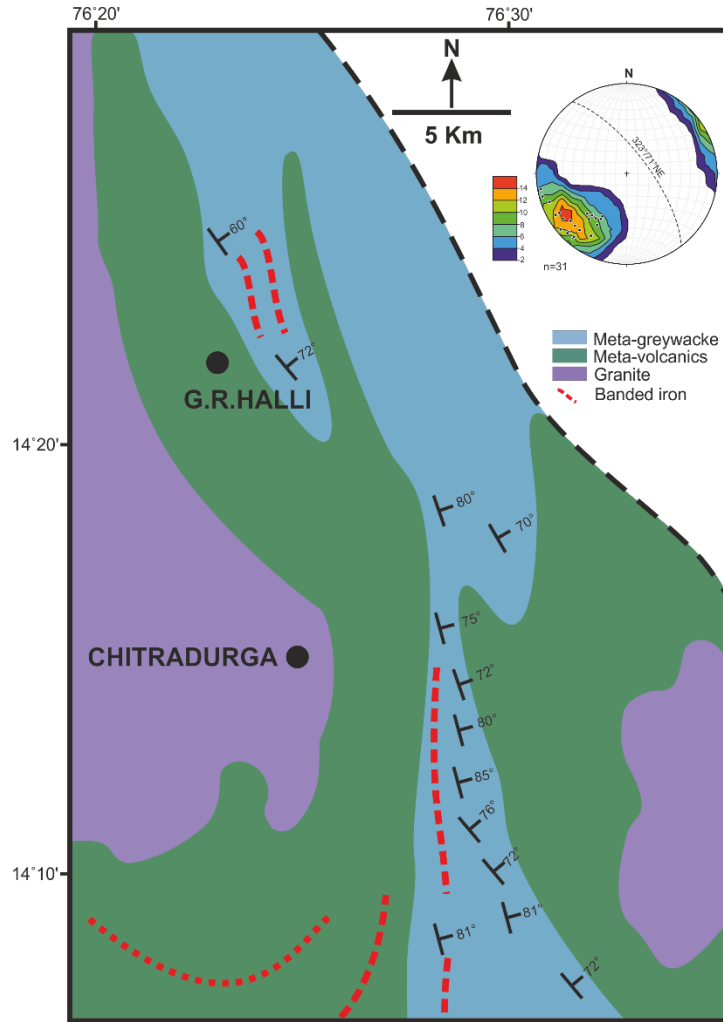 76°20' 76°30'
N
5 Km
N
323°/71°NE
14
12
10
8
6
4
2
n=31
60°
72°
G.R.HALLI
Meta-greywacke
Meta-volcanics
Granite
Banded iron
14°20'
80°
70°
75°
CHITRADURGA
72°
80°
85°
76°
14°10'
72°
81°
81°
72°